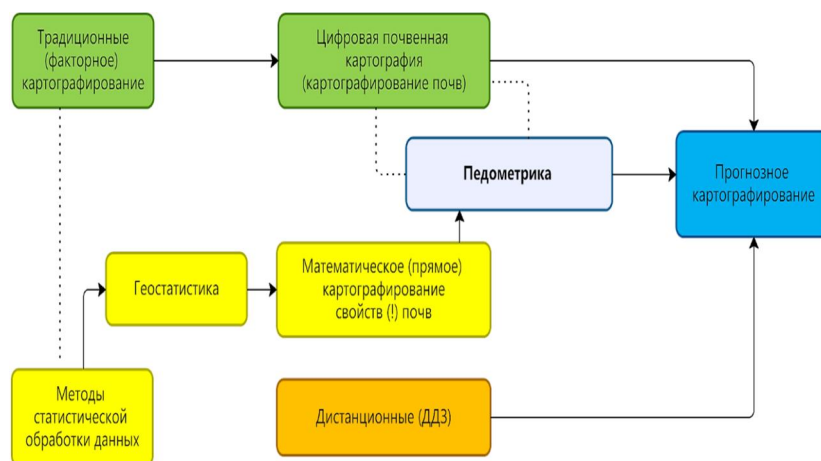 Традиционные
(факторное)
картографирование
Цифровая почвенная
картография
(картографирование почв)
Педометрика
Прогнозное
картографирование
Геостатистика
Математическое (прямое)
картографирование
свойств (!) почв
Методы
статистической
обработки данных
Дистанционные (ДДЗ)